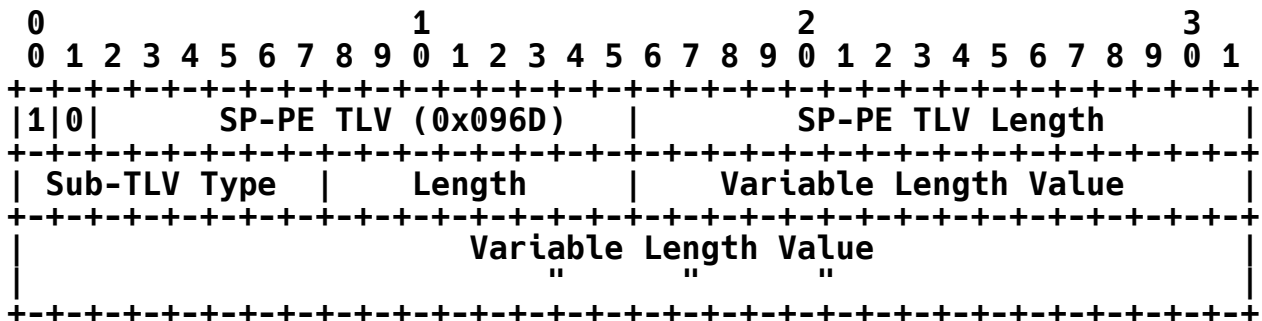 0                   1                   2                   3
 0 1 2 3 4 5 6 7 8 9 0 1 2 3 4 5 6 7 8 9 0 1 2 3 4 5 6 7 8 9 0 1
+-+-+-+-+-+-+-+-+-+-+-+-+-+-+-+-+-+-+-+-+-+-+-+-+-+-+-+-+-+-+-+-+
|1|0|      SP-PE TLV (0x096D)   |        SP-PE TLV Length       |
+-+-+-+-+-+-+-+-+-+-+-+-+-+-+-+-+-+-+-+-+-+-+-+-+-+-+-+-+-+-+-+-+
| Sub-TLV Type  |    Length     |    Variable Length Value      |
+-+-+-+-+-+-+-+-+-+-+-+-+-+-+-+-+-+-+-+-+-+-+-+-+-+-+-+-+-+-+-+-+
|                       Variable Length Value                   |
|                           "      "      "                     |
+-+-+-+-+-+-+-+-+-+-+-+-+-+-+-+-+-+-+-+-+-+-+-+-+-+-+-+-+-+-+-+-+